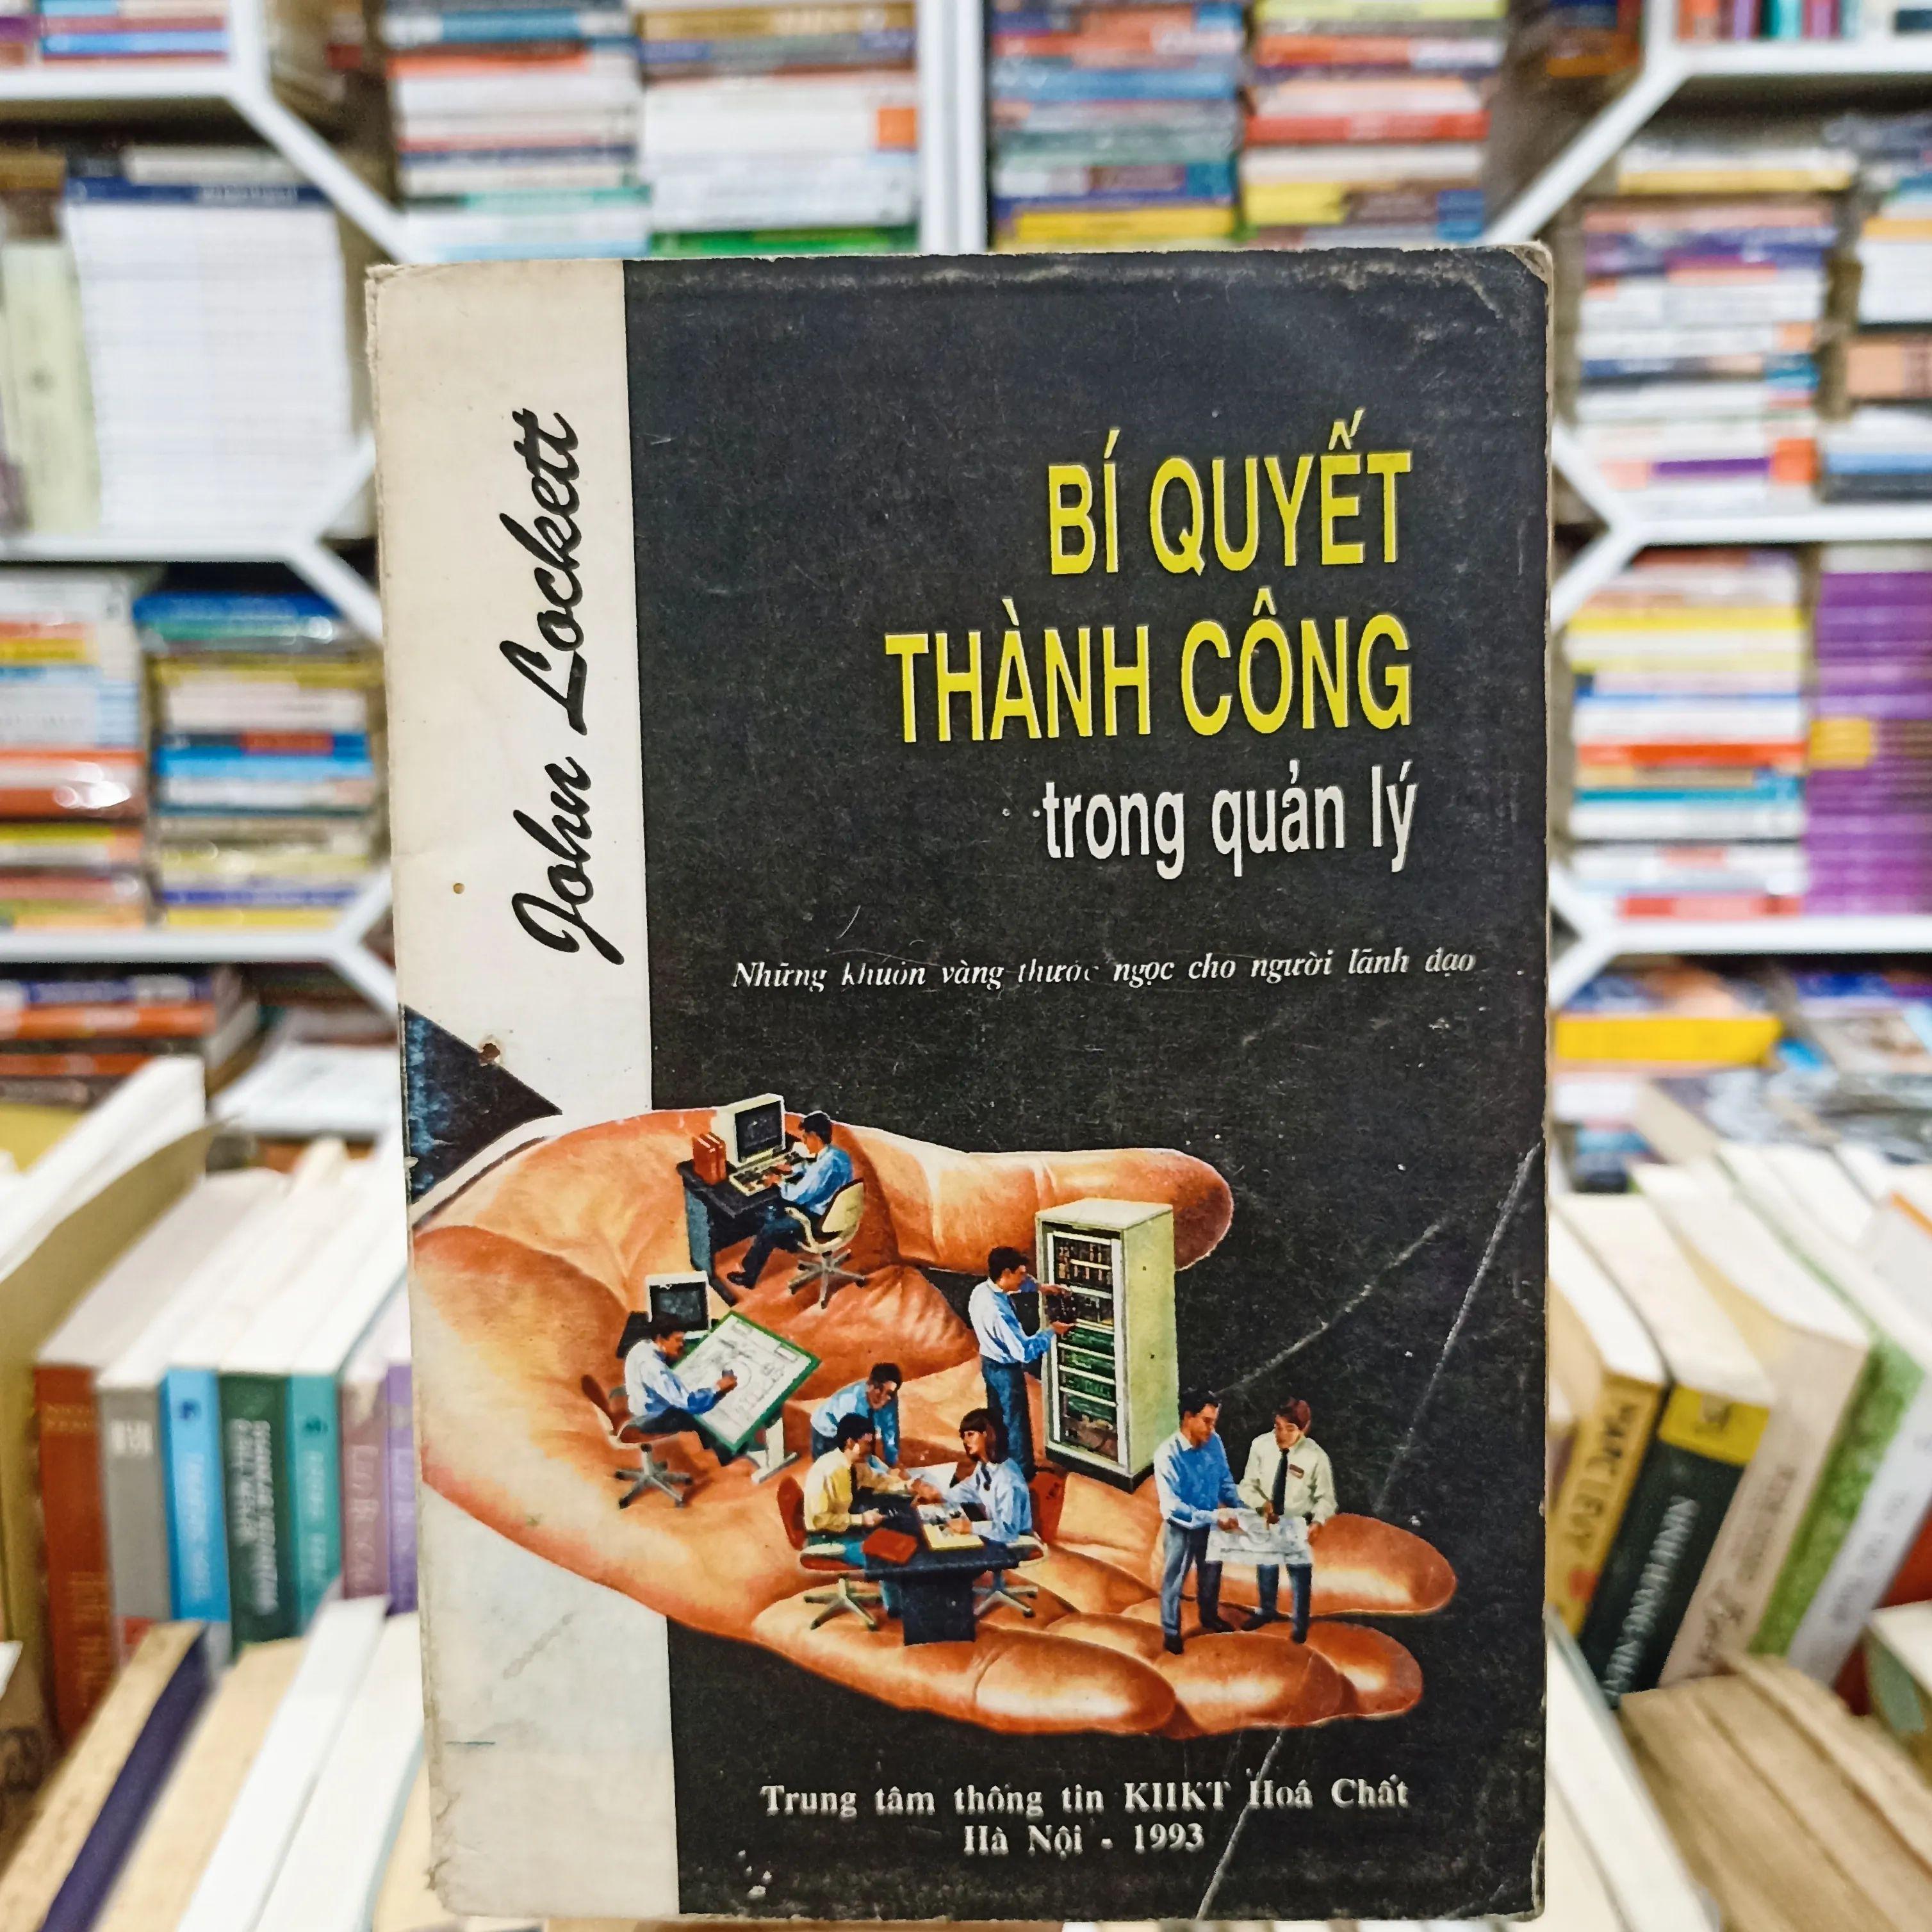 John Lockett
BÍ QUYẾT
THÀNH CÔNG
trong quản lý
Những khuôn vàng thước ngọc cho người lãnh đạo
Trung tâm thông tin KHKT Hoá Chất
Hà Nội - 1993